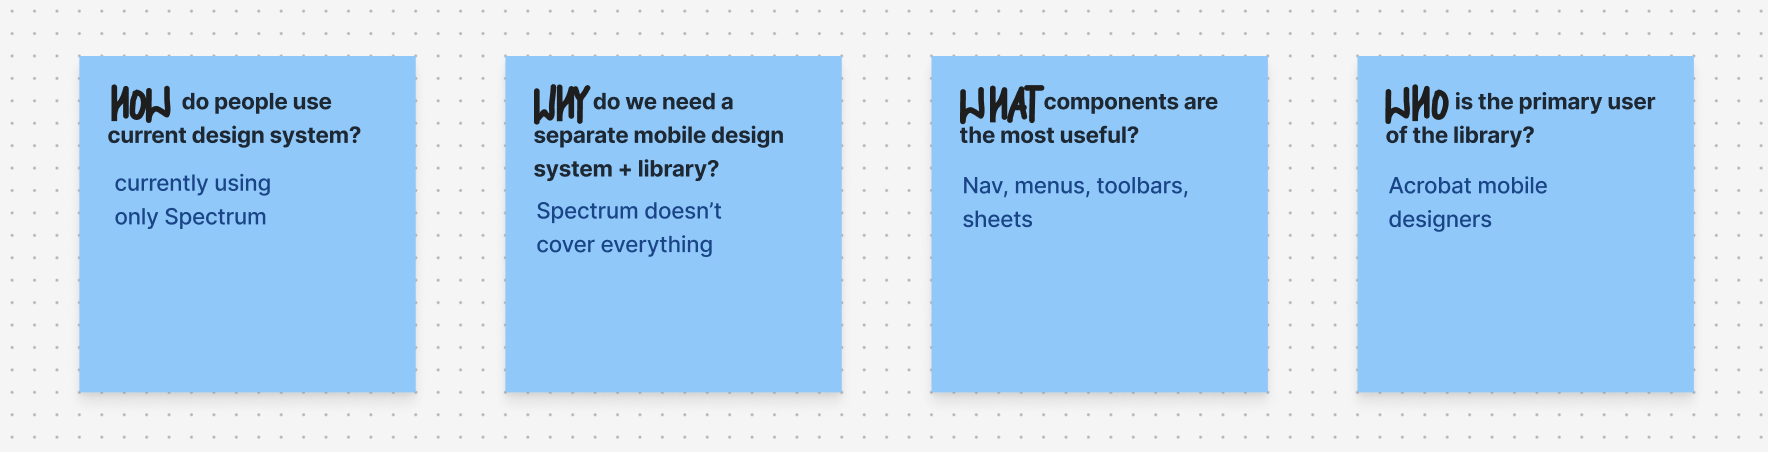 HOW do people use
current design system?
currently using
only Spectrum
WHY do we need a
separate mobile design
system + library?
Spectrum doesn’t
cover everything
WHAT components are
the most useful?
Nav, menus, toolbars,
sheets
WHO is the primary user
of the library?
Acrobat mobile
designers